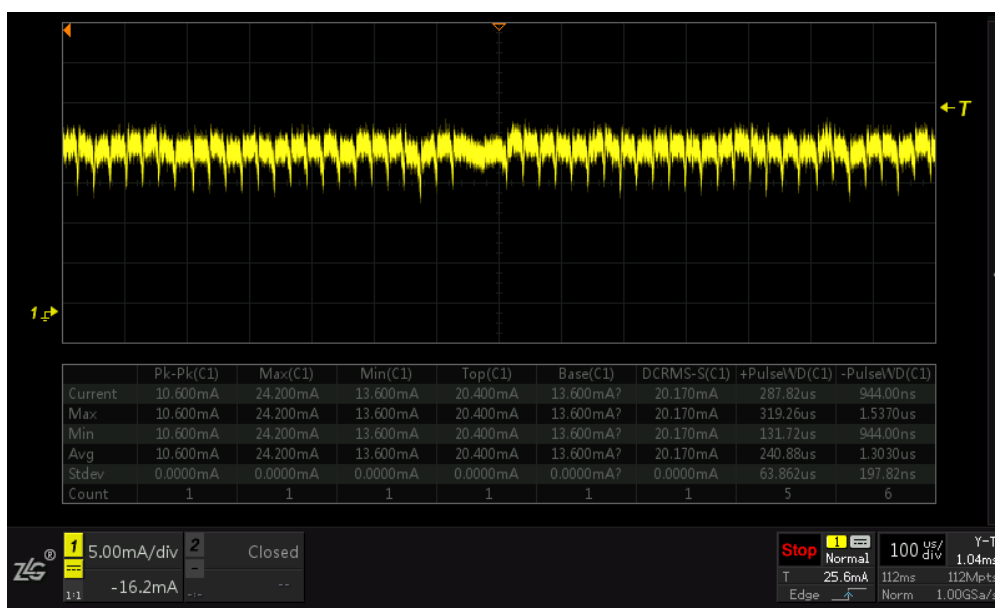 T
1
Pk-Pk(C1) Max(C1) Min(C1) Top(C1) Base(C1) DCRMS-S(C1) +PulseWD(C1) -PulseWD(C1)
Current 10.600mA 24.200mA 13.600mA 20.400mA 13.600mA? 20.170mA 287.82us 944.00ns
Max 10.600mA 24.200mA 13.600mA 20.400mA 13.600mA? 20.170mA 319.26us 1.5370us
Min 10.600mA 24.200mA 13.600mA 20.400mA 13.600mA? 20.170mA 131.72us 944.00ns
Avg 10.600mA 24.200mA 13.600mA 20.400mA 13.600mA? 20.170mA 240.88us 1.3030us
Stdev 0.0000mA 0.0000mA 0.0000mA 0.0000mA 0.0000mA? 0.0000mA 63.862us 197.82ns
Count 1 1 1 1 1 1 5 6
ZLG®
1 5.00mA/div 2 Closed
1:1 -16.2mA -:- --
Stop 1 Normal 100 us/div Y-T 1.04ms
T 25.6mA 112ms 112Mpts
Edge Norm 1.00GSa/s